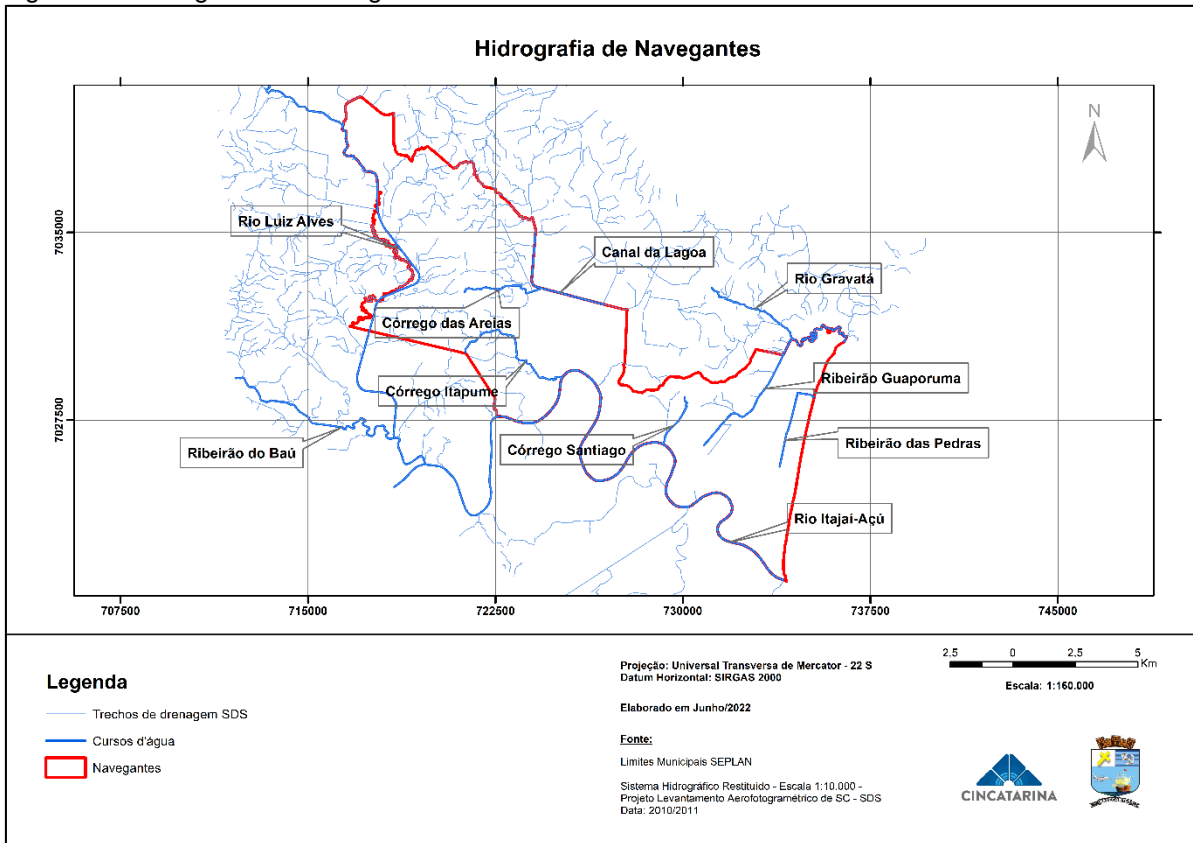 Hidrografia de Navegantes
N
7035000
7027500
Rio Luiz Alves
Canal da Lagoa
Rio Gravatá
Córrego das Areias
Ribeirão Guaporuma
Córrego Itapume
Ribeirão do Baú
Córrego Santiago
Ribeirão das Pedras
Rio Itajaí-Açú
707500
715000
722500
730000
737500
745000
Legenda
Trechos de drenagem SDS
Cursos d'água
Navegantes
Projeção: Universal Transversa de Mercator - 22 S
Datum Horizontal: SIRGAS 2000
Elaborado em Junho/2022
Fonte:
Limites Municipais SEPLAN
Sistema Hidrográfico Restituido - Escala 1:10.000 -
Projeto Levantamento Aerofotogramétrico de SC - SDS
Data: 2010/2011
2,5 0 2,5 5
Km
Escala: 1:160.000
CINCATARINA